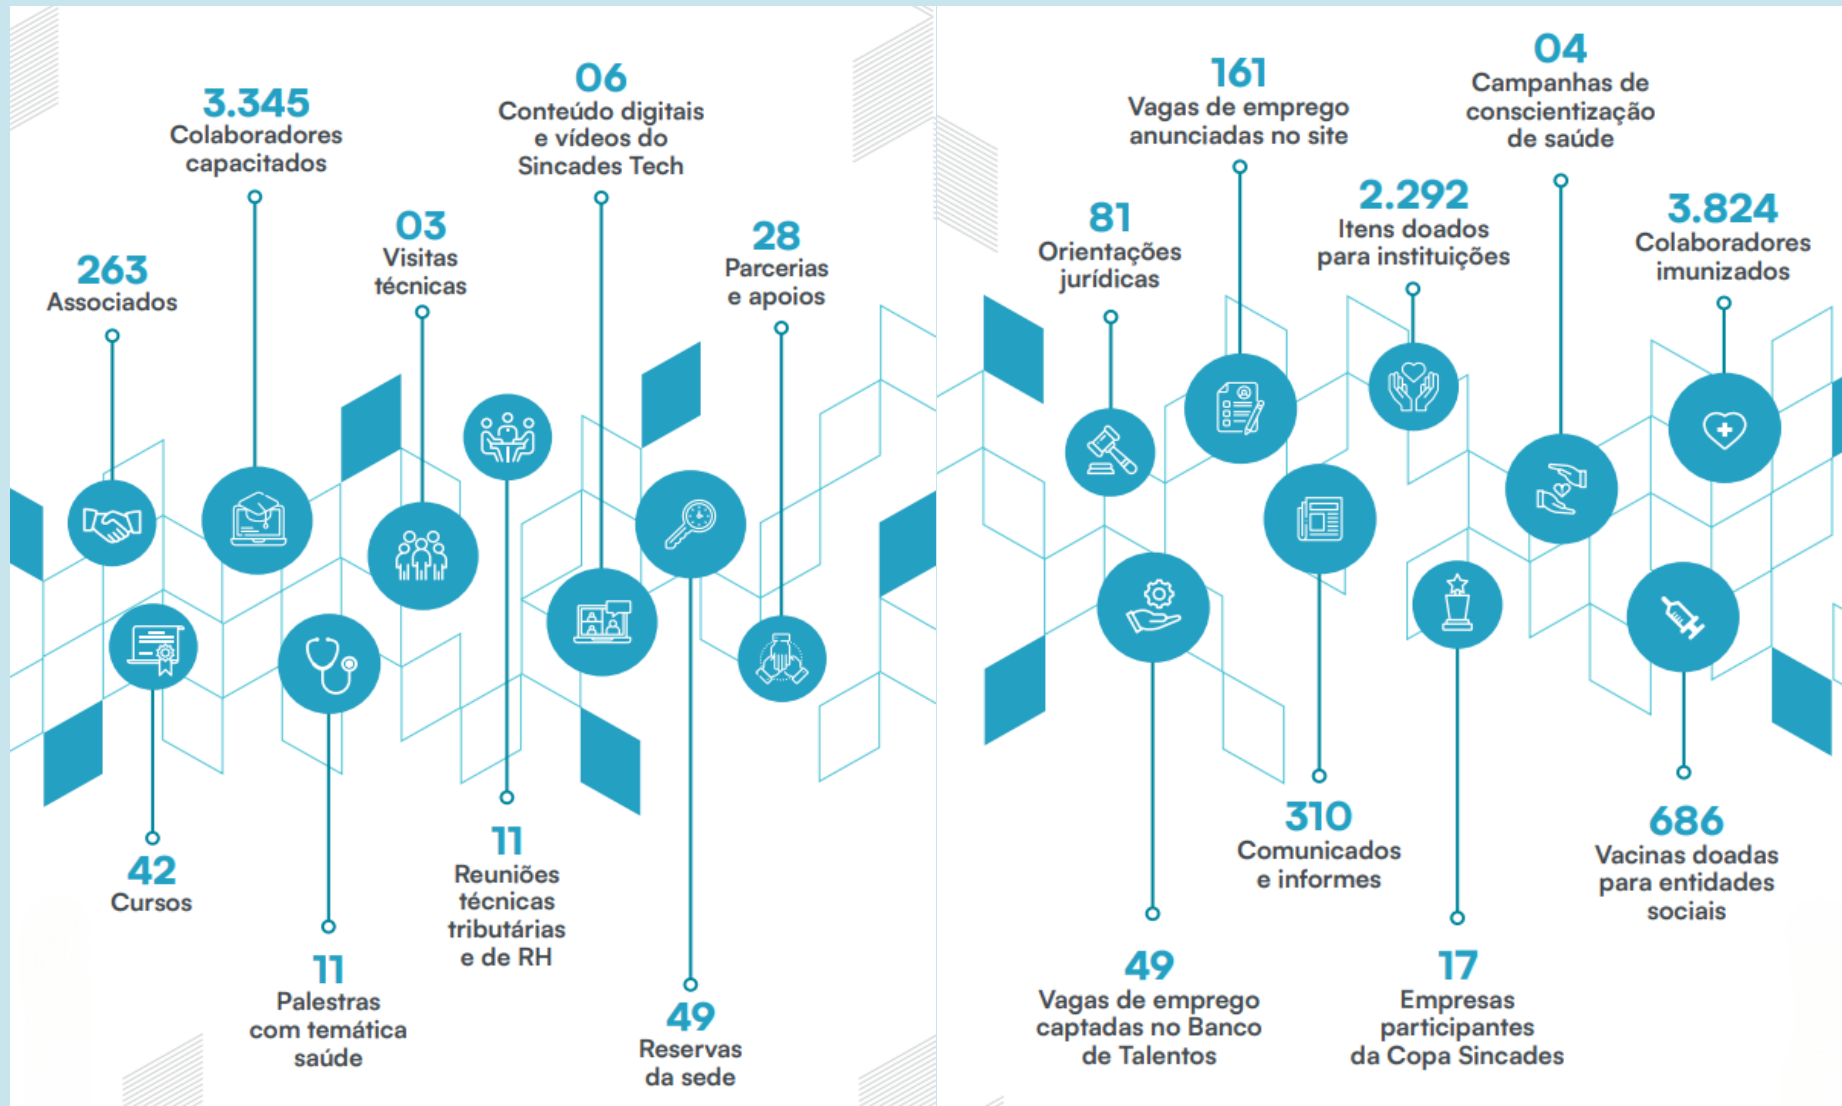 263
Associados
3.345
Colaboradores
capacitados
03
Visitas
técnicas
06
Conteúdo digitais
e vídeos do
Sincades Tech
28
Parcerias
e apoios
42
Cursos
11
Palestras
com temática
saúde
11
Reuniões
técnicas
tributárias
e de RH
49
Reservas
da sede
81
Orientações
jurídicas
161
Vagas de emprego
anunciadas no site
2.292
Itens doados
para instituições
04
Campanhas de
conscientização
de saúde
3.824
Colaboradores
imunizados
49
Vagas de emprego
captadas no Banco
de Talentos
310
Comunicados
e informes
17
Empresas
participantes
da Copa Sincades
686
Vacinas doadas
para entidades
sociais